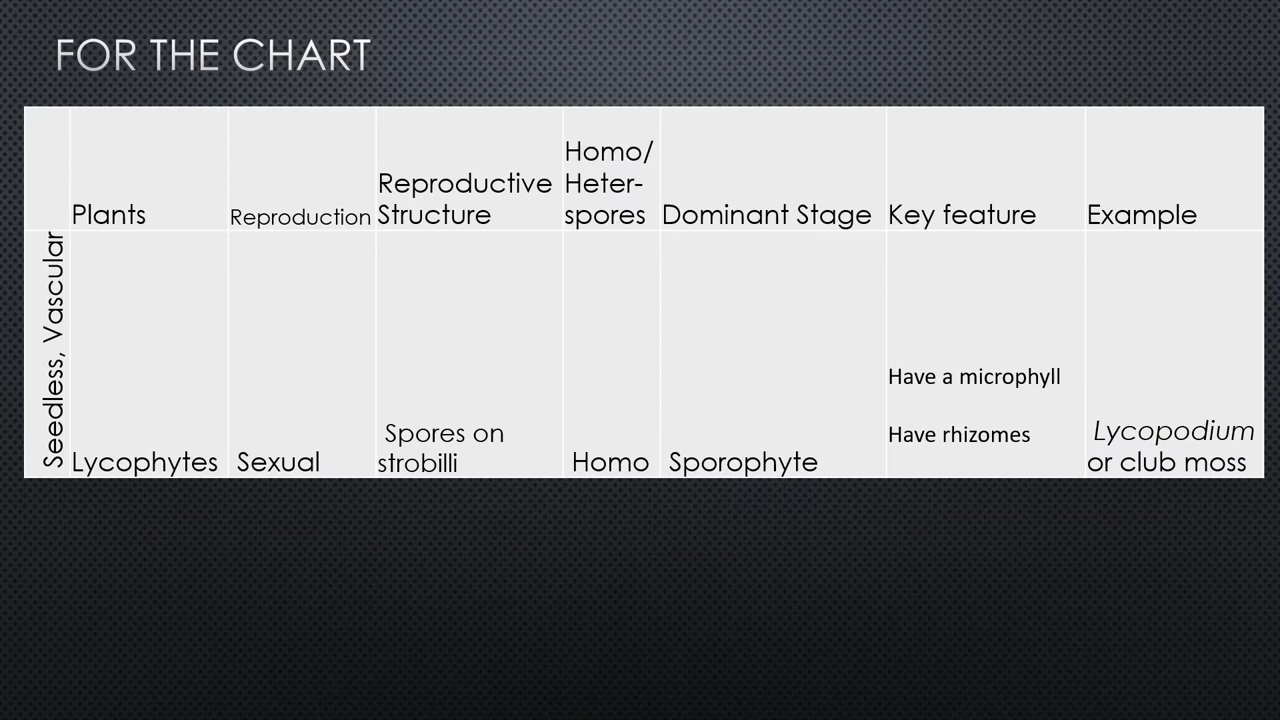 FOR THE CHART
Plants
Reproduction
Reproductive
Structure
Homo/
Heter-
spores
Dominant Stage
Key feature
Example
Seedless, Vascular
Lycophytes
Sexual
Spores on
strobilli
Homo
Sporophyte
Have a microphyll
Have rhizomes
Lycopodium
or club moss